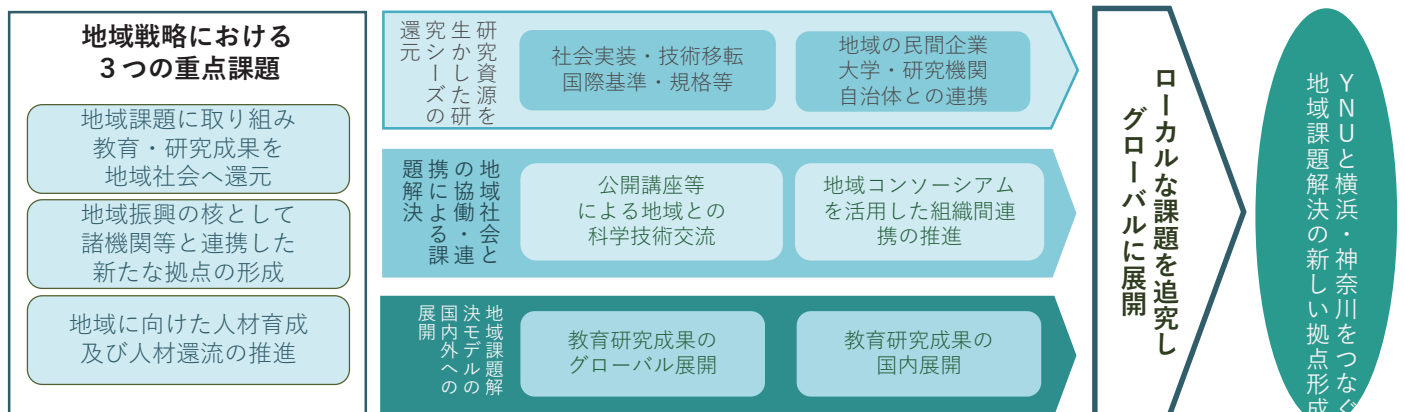 地域戦略における
３つの重点課題
地域課題に取り組み
教育・研究成果を
地域社会へ還元
地域振興の核として
諸機関等と連携した
新たな拠点の形成
地域に向けた人材育成
及び人材還流の推進
研究資源を
生かした研
究シーズの
還元
社会実装・技術移転
国際基準・規格等
地域の民間企業
大学・研究機関
自治体との連携
地域社会と
の協働・連
携による課
題解決
公開講座等
による地域との
科学技術交流
地域コンソーシアム
を活用した組織間連
携の推進
地域課題解
決モデルの
国内外への
展開
教育研究成果の
グローバル展開
教育研究成果の
国内展開
ローカルな課題を追究し
グローバルに展開
YNUと横浜・神奈川をつなぐ
地域課題解決の新しい拠点形成